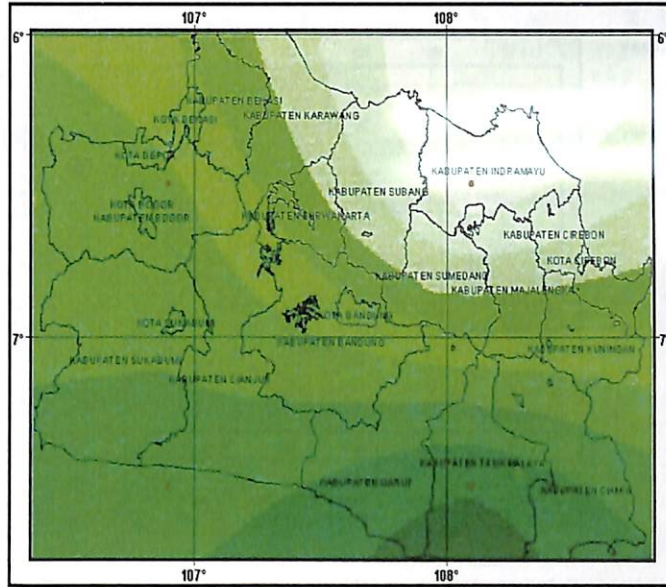 107°
108°
6°
6°
KABUPATEN BEKASI
KOTA BEKASI
KABUPATEN KARAWANG
KOTA DEPOK
KABUPATEN INDRAMAYU
KABUPATEN SUBANG
KOTA BOGOR
KABUPATEN BOGOR
KABUPATEN PURWAKARTA
KABUPATEN CIREBON
KOTA CIREBON
KABUPATEN SUMEDANG
KABUPATEN MAJALENGKA
KOTA SUKABUMI
KOTA BANDUNG
7°
7°
KABUPATEN BANDUNG
KABUPATEN KUNINGAN
KABUPATEN SUKABUMI
KABUPATEN CIANJUR
KABUPATEN TASIKMALAYA
KABUPATEN GARUT
KABUPATEN CIAMIS
107°
108°